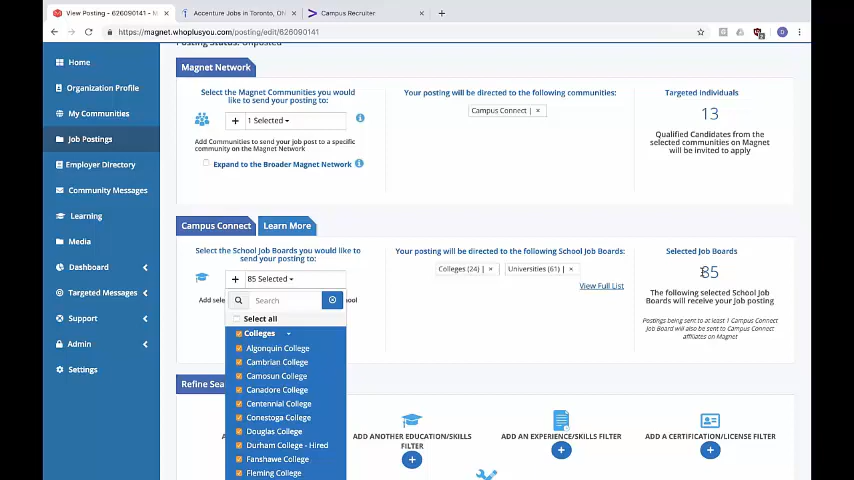 View Posting - 626090141 -
Accenture Jobs in Toronto, ON
Campus Recruiter
https://magnet.whoplusyou.com/posting/edit/626090141
Posting Status: Unposted
Home
Organization Profile
My Communities
Job Postings
Employer Directory
Community Messages
Learning
Media
Dashboard
Targeted Messages
Support
Admin
Settings
Magnet Network
Select the Magnet Communities you would
like to send your posting to:
+ 1 Selected
Add Communities to send your job post to a specific
community on the Magnet Network
Expand to the Broader Magnet Network
Your posting will be directed to the following communities:
Campus Connect | ×
Targeted Individuals
13
Qualified Candidates from the
selected communities on Magnet
will be invited to apply
Campus Connect
Learn More
Select the School Job Boards you would like to
send your posting to:
+ 85 Selected
Search
Select all
Colleges
Algonquin College
Cambrian College
Camosun College
Canadore College
Centennial College
Conestoga College
Douglas College
Durham College - Hired
Fanshawe College
Fleming College
Your posting will be directed to the following School Job Boards:
Colleges (24) | ×
Universities (61) | ×
View Full List
Selected Job Boards
85
The following selected School Job
Boards will receive your Job posting
Postings being sent to at least 1 Campus Connect
Job Board will also be sent to Campus Connect
affiliates on Magnet
ADD ANOTHER EDUCATION/SKILLS
FILTER
ADD AN EXPERIENCE/SKILLS FILTER
ADD A CERTIFICATION/LICENSE FILTER